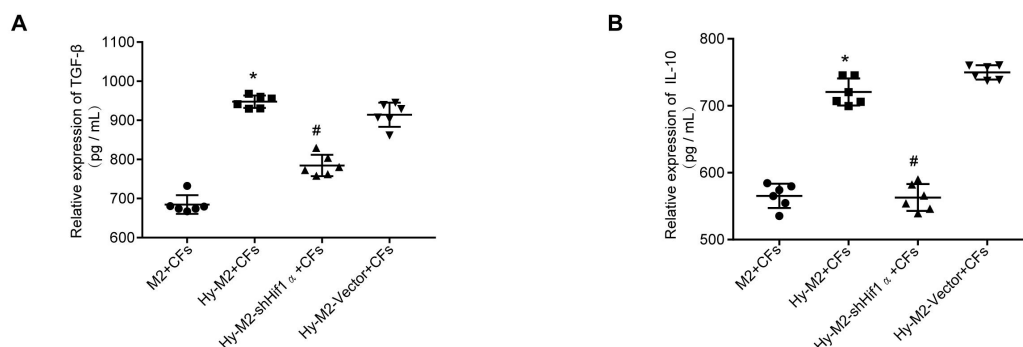 A
Relative expression of TGF-β
(pg / mL)
1100
1000
900
800
700
600
*
#
M2+CFs
Hy-M2+CFs
Hy-M2-shHif1α+CFs
Hy-M2-Vector+CFs
B
Relative expression of IL-10
(pg / mL)
800
700
600
500
*
#
M2+CFs
Hy-M2+CFs
Hy-M2-shHif1α+CFs
Hy-M2-Vector+CFs